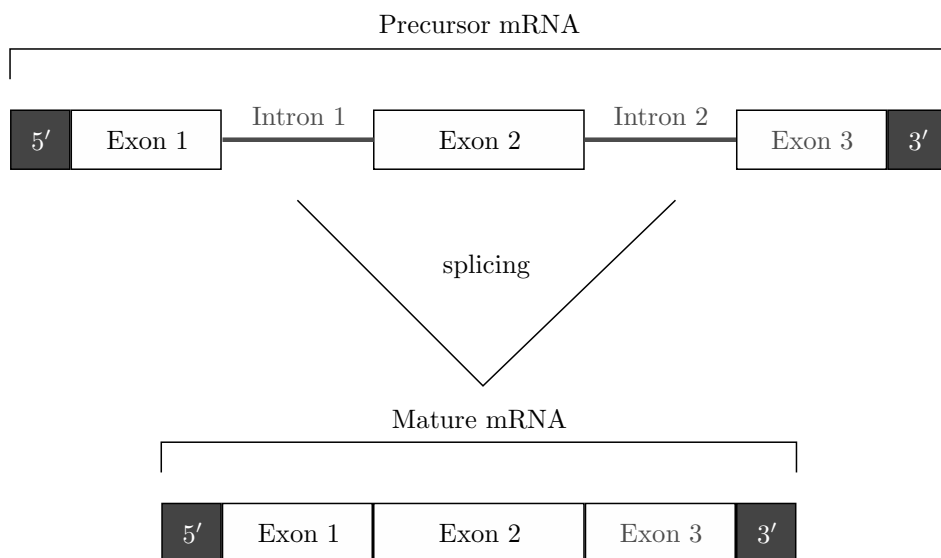 Precursor mRNA
5′ Exon 1 Intron 1 Exon 2 Intron 2 Exon 3 3′
splicing
Mature mRNA
5′ Exon 1 Exon 2 Exon 3 3′